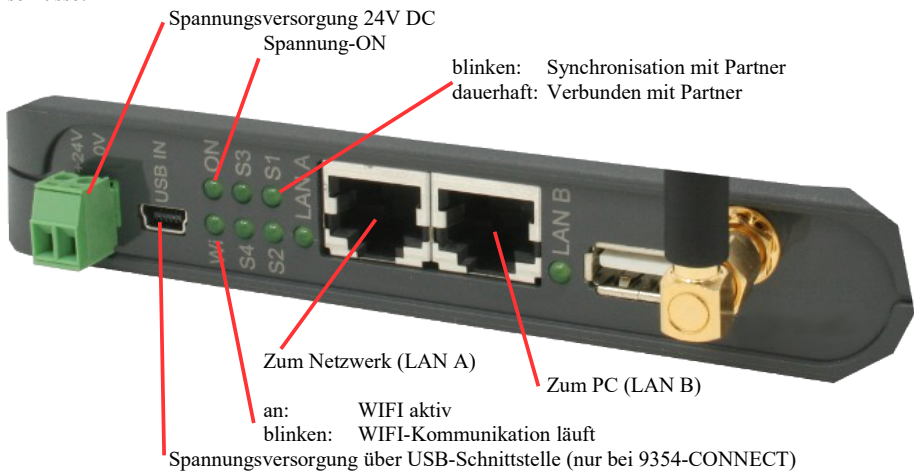 Spannungsversorgung 24V DC
Spannung-ON
blinken: Synchronisation mit Partner
dauerhaft: Verbunden mit Partner
+24V
0V
USB IN
ON
S3
S1
LAN A
Wi
S4
S2
LAN B
Zum Netzwerk (LAN A)
Zum PC (LAN B)
an: WIFI aktiv
blinken: WIFI-Kommunikation läuft
Spannungsversorgung über USB-Schnittstelle (nur bei 9354-CONNECT)